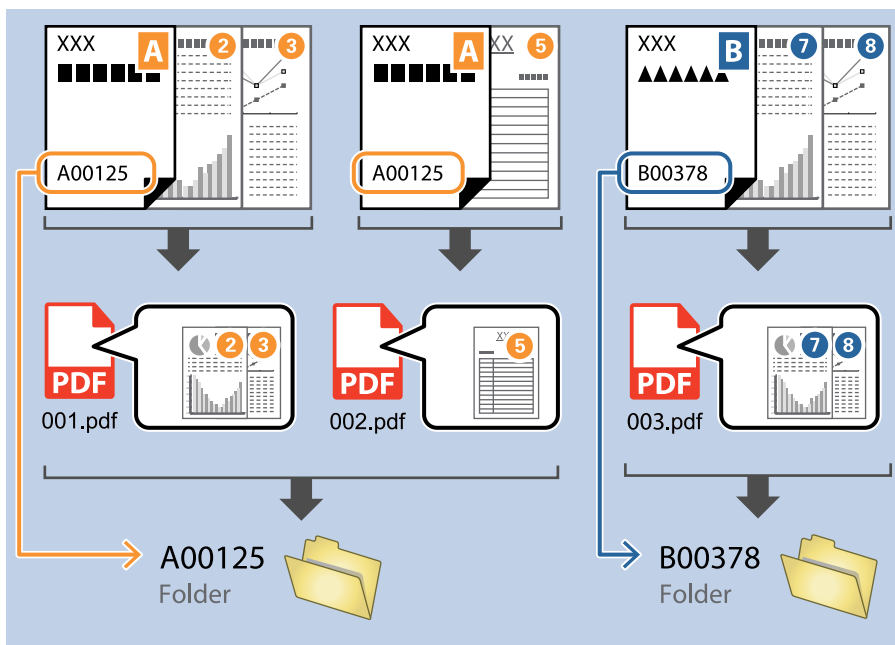 XXX A 2 3
A00125
XXX A XX 5
A00125
XXX B 7 8
B00378
PDF 2 3
001.pdf
PDF XY 5
002.pdf
PDF 7 8
003.pdf
A00125
Folder
B00378
Folder